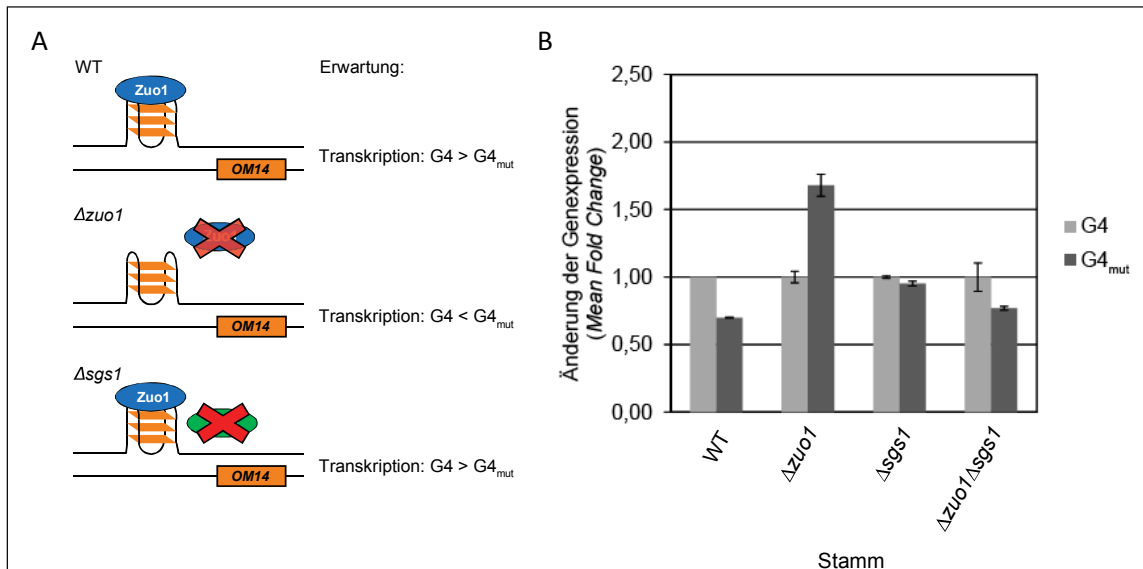 A
WT
Erwartung:
Zuo1
Transkription: G4 > G4mut
OM14
Δzuo1
Zuo1
Transkription: G4 < G4mut
OM14
Δsgs1
Zuo1
Transkription: G4 > G4mut
OM14
B
Änderung der Genexpression
(Mean Fold Change)
2,50
2,00
1,50
1,00
0,50
0,00
WT
Δzuo1
Δsgs1
Δzuo1Δsgs1
Stamm
G4
G4mut